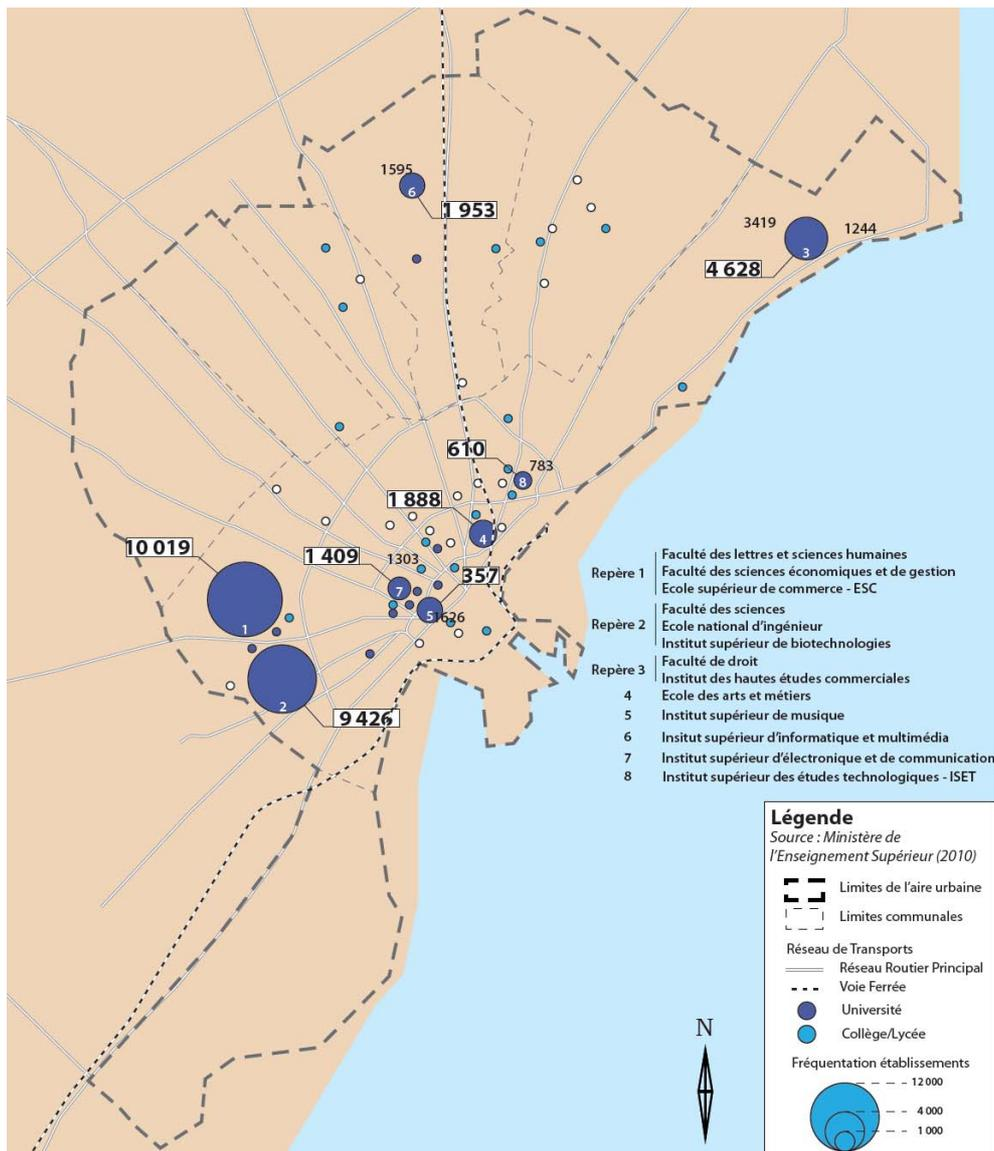 1595
6
1 953
3419
1244
3
4 628
610
783
8
1 888
4
10 019
1 409
1303
357
7
5
1626
1
2
9 426
Repère 1
Faculté des lettres et sciences humaines
Faculté des sciences économiques et de gestion
Ecole supérieur de commerce - ESC
Repère 2
Faculté des sciences
Ecole national d'ingénieur
Institut supérieur de biotechnologies
Repère 3
Faculté de droit
Institut des hautes études commerciales
4 Ecole des arts et métiers
5 Institut supérieur de musique
6 Insitut supérieur d'informatique et multimédia
7 Institut supérieur d'électronique et de communication
8 Institut supérieur des études technologiques - ISET
Légende
Source : Ministère de
l'Enseignement Supérieur (2010)
Limites de l'aire urbaine
Limites communales
Réseau de Transports
Réseau Routier Principal
Voie Ferrée
Université
Collège/Lycée
Fréquentation établissements
12 000
4 000
1 000
N